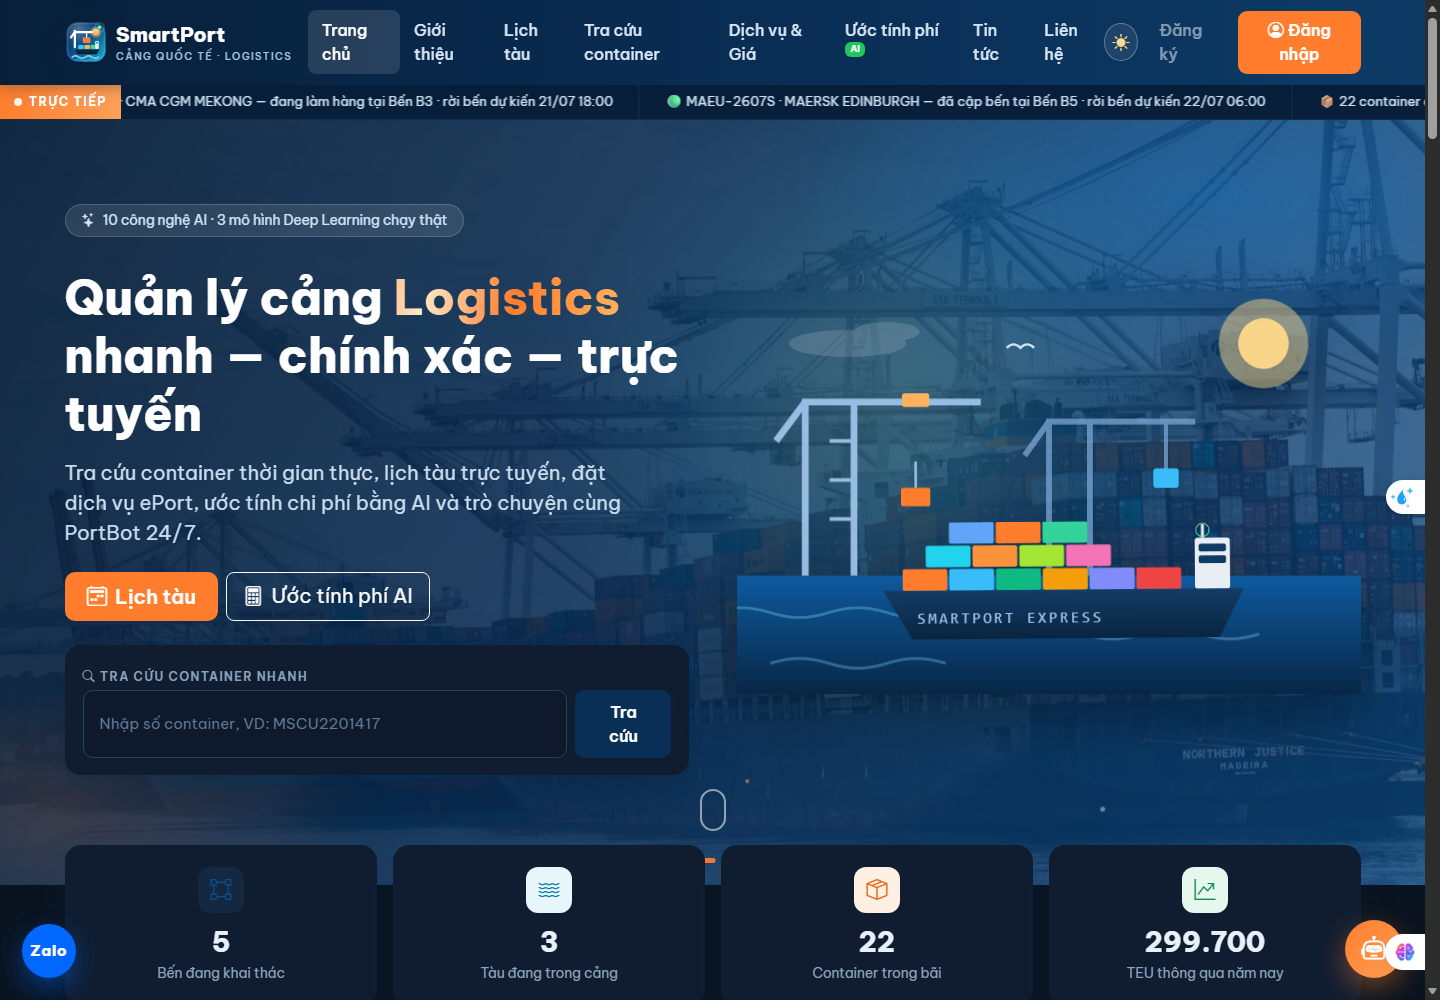 SmartPort
CẢNG QUỐC TẾ · LOGISTICS
Trang chủ
Giới thiệu
Lịch tàu
Tra cứu container
Dịch vụ & Giá
Ước tính phí
AI
Tin tức
Liên hệ
Đăng ký
Đăng nhập
TRỰC TIẾP
CMA CGM MEKONG — đang làm hàng tại Bến B3 · rời bến dự kiến 21/07 18:00
MAEU-2607S · MAERSK EDINBURGH — đã cập bến tại Bến B5 · rời bến dự kiến 22/07 06:00
22 container
10 công nghệ AI · 3 mô hình Deep Learning chạy thật
Quản lý cảng Logistics
nhanh — chính xác — trực
tuyến
Tra cứu container thời gian thực, lịch tàu trực tuyến, đặt
dịch vụ ePort, ước tính chi phí bằng AI và trò chuyện cùng
PortBot 24/7.
Lịch tàu
Ước tính phí AI
TRA CỨU CONTAINER NHANH
Nhập số container, VD: MSCU2201417
Tra cứu
SSA TERMINALS
SMARTPORT EXPRESS
NORTHERN JUSTICE
MADEIRA
5
Bến đang khai thác
3
Tàu đang trong cảng
22
Container trong bãi
299.700
TEU thông qua năm nay
Zalo